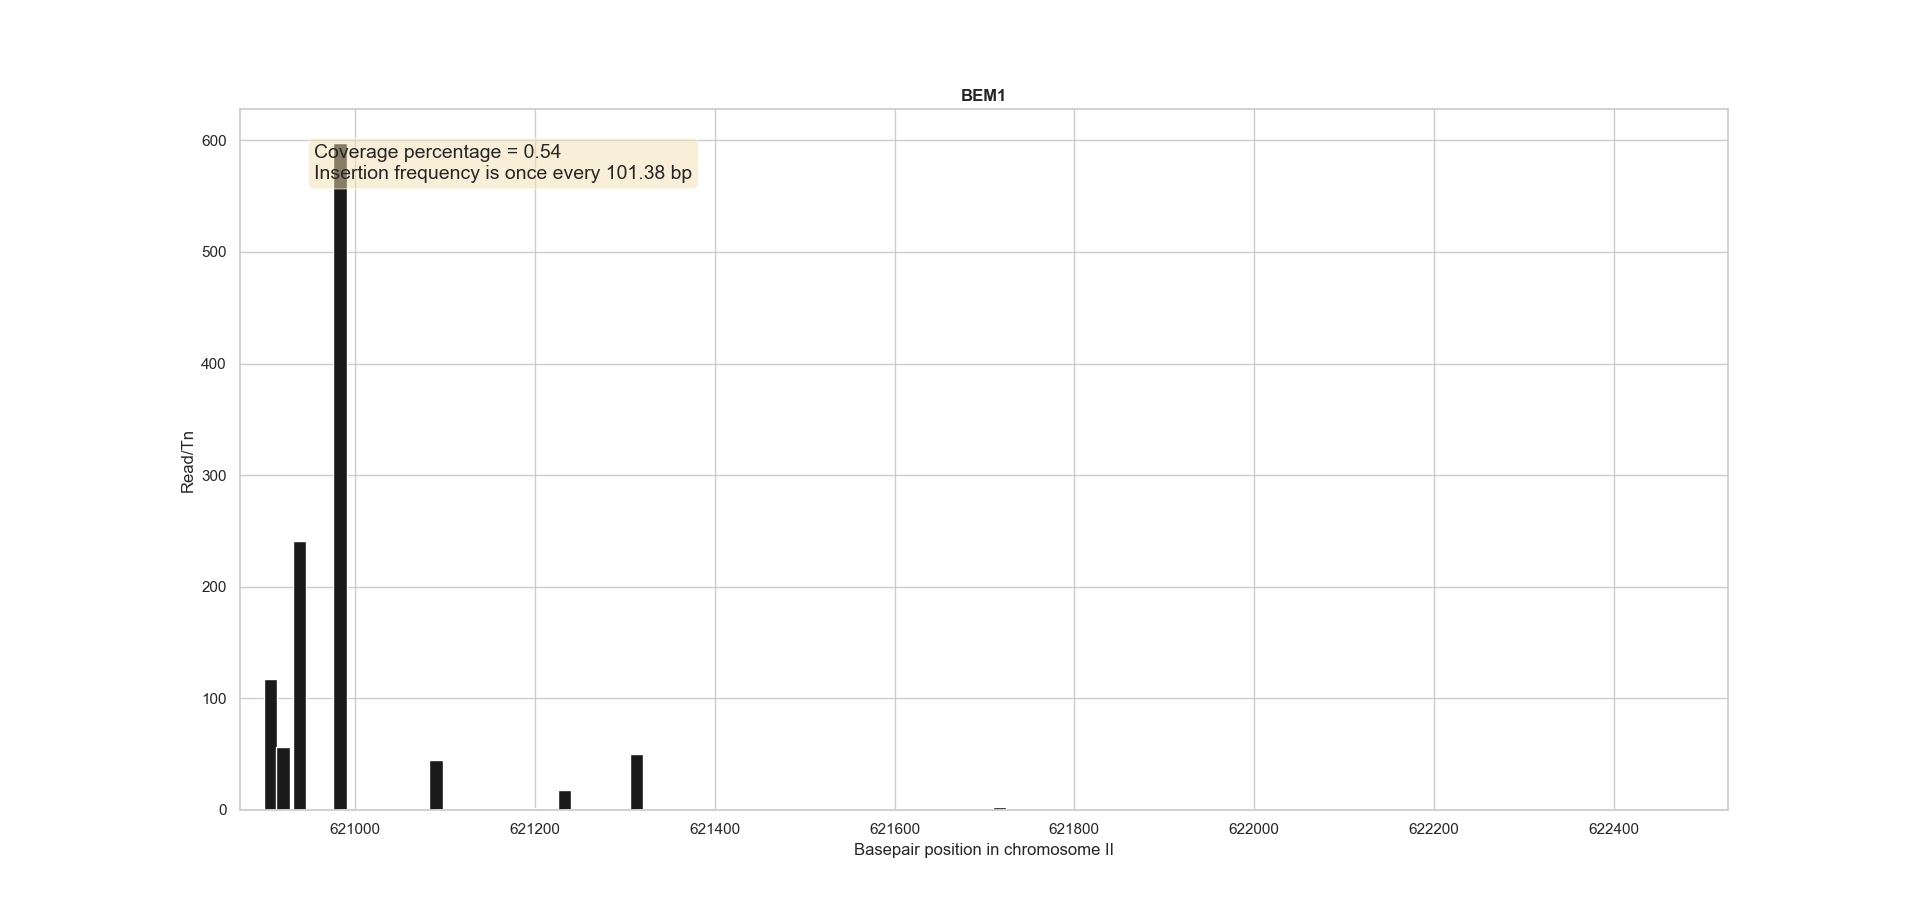 BEM1
600
Coverage percentage = 0.54
Insertion frequency is once every 101.38 bp
500
400
Read/Tn
300
200
100
0
621000 621200 621400 621600 621800 622000 622200 622400
Basepair position in chromosome II